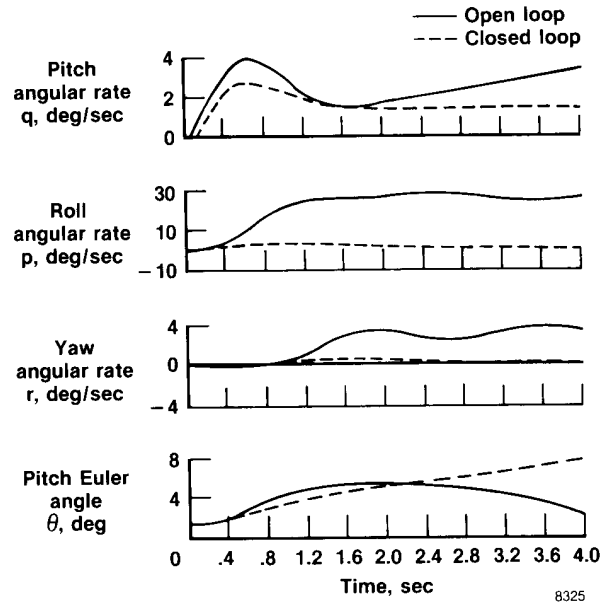 Open loop
Closed loop
Pitch
angular rate
q, deg/sec
4
2
0
Roll
angular rate
p, deg/sec
30
10
−10
Yaw
angular rate
r, deg/sec
4
0
−4
Pitch Euler
angle
θ, deg
8
4
0 .4 .8 1.2 1.6 2.0 2.4 2.8 3.2 3.6 4.0
Time, sec
8325